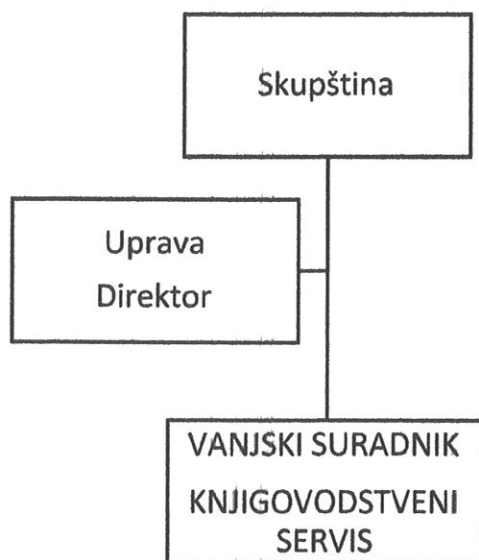 Skupština
Uprava
Direktor
VANJSKI SURADNIK
KNJIGOVODSTVENI
SERVIS